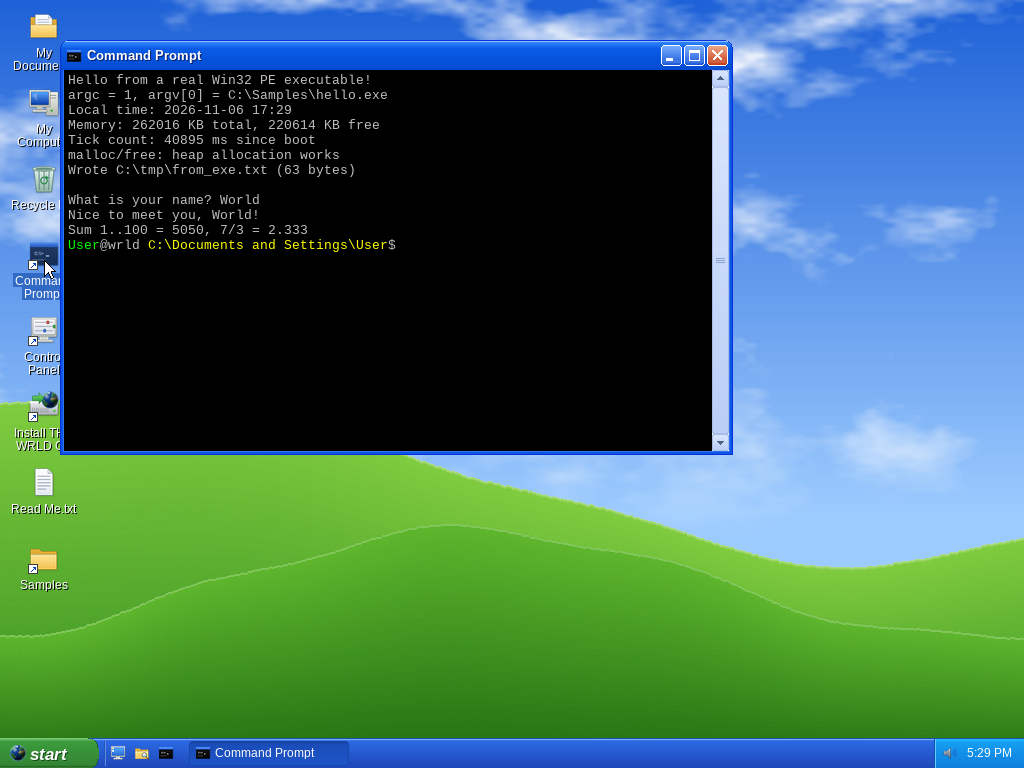 My
Docume
My
Comput
Recycle
Comman
Promp
Contro
Panel
Install TH
WRLD
Read Me.txt
Samples
Command Prompt
Hello from a real Win32 PE executable!
argc = 1, argv[0] = C:\Samples\hello.exe
Local time: 2026-11-06 17:29
Memory: 262016 KB total, 220614 KB free
Tick count: 40895 ms since boot
malloc/free: heap allocation works
Wrote C:\tmp\from_exe.txt (63 bytes)
What is your name? World
Nice to meet you, World!
Sum 1..100 = 5050, 7/3 = 2.333
User@wrld C:\Documents and Settings\User$
start
Command Prompt
5:29 PM